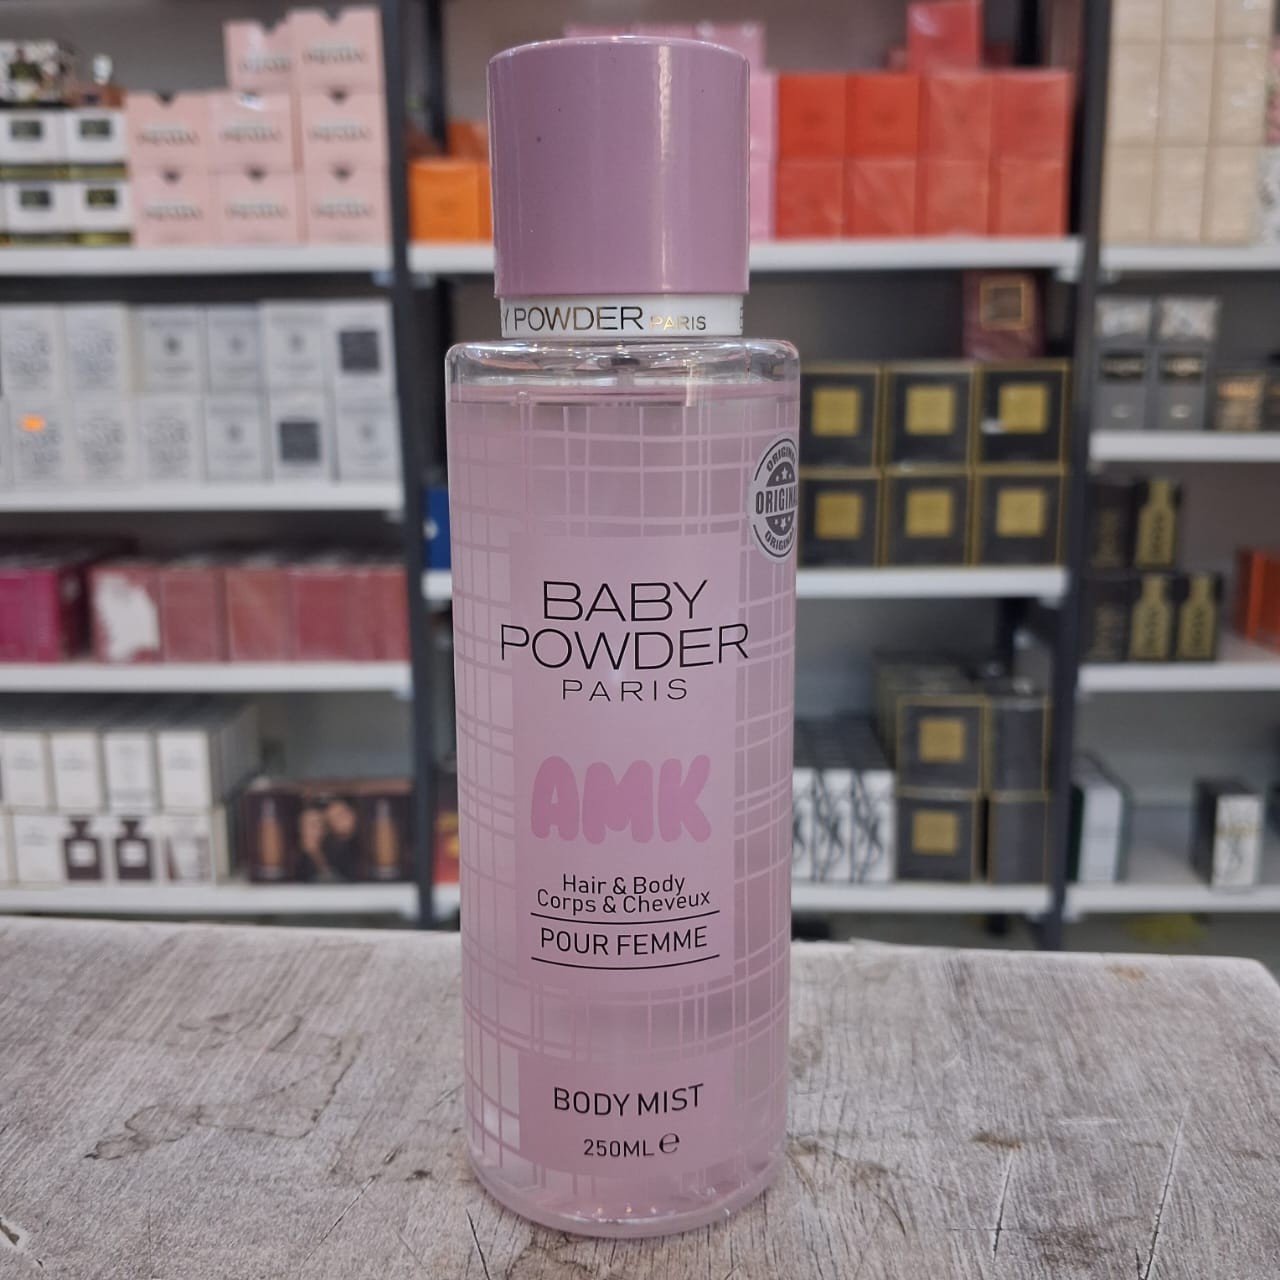 Y POWDER PARIS
ORIGINAL
BABY
POWDER
PARIS
AMK
Hair & Body
Corps & Cheveux
POUR FEMME
BODY MIST
250ML e